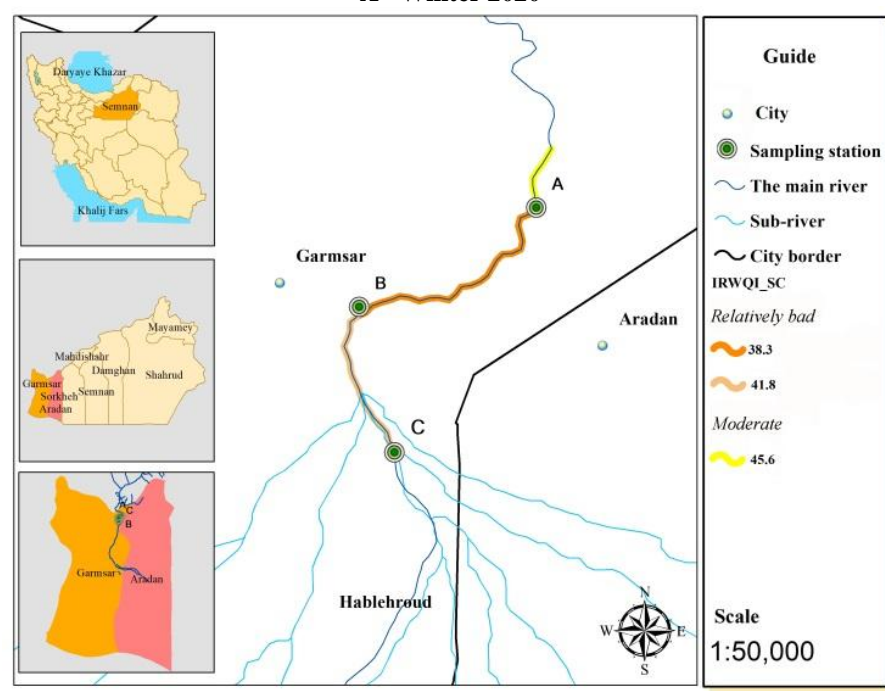 Daryaye Khazar
Semnan
Khalij Fars
Mayamey
Mahdishahr
Damghan
Shahrud
Garmsar
Semnan
Sorkheh
Aradan
A
C
B
Garmsar
Aradan
A
Garmsar
B
Aradan
C
Hablehroud
N
W
E
S
Guide
City
Sampling station
The main river
Sub-river
City border
IRWQI_SC
Relatively bad
38.3
41.8
Moderate
45.6
Scale
1:50,000